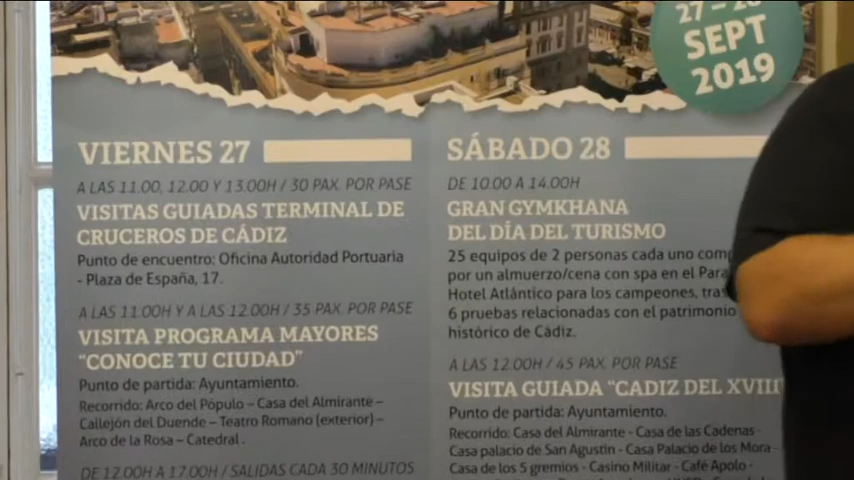 27 - 28
SEPT
2019
VIERNES 27
A LAS 11.00, 12.00 Y 13.00H / 30 PAX. POR PASE
VISITAS GUIADAS TERMINAL DE
CRUCEROS DE CÁDIZ
Punto de encuentro: Oficina Autoridad Portuaria
- Plaza de España, 17.
A LAS 11.00H Y A LAS 12.00H / 35 PAX. POR PASE
VISITA PROGRAMA MAYORES
“CONOCE TU CIUDAD”
Punto de partida: Ayuntamiento.
Recorrido: Arco del Pópulo – Casa del Almirante –
Callejón del Duende – Teatro Romano (exterior) –
Arco de la Rosa – Catedral.
DE 12.00H A 17.00H / SALIDAS CADA 30 MINUTOS
SÁBADO 28
DE 10.00 A 14.00H
GRAN GYMKHANA
DEL DÍA DEL TURISMO
25 equipos de 2 personas cada uno
por un almuerzo/cena con spa en el
Hotel Atlántico para los campeones,
6 pruebas relacionadas con el patrimonio
histórico de Cádiz.
A LAS 12.00H / 45 PAX. POR PASE
VISITA GUIADA “CADIZ DEL XVIII
Punto de partida: Ayuntamiento.
Recorrido: Casa del Almirante - Casa de las Cadenas -
Casa palacio de San Agustín - Casa Palacio de los Mora -
Casa de los 5 gremios - Casino Militar - Café Apolo -